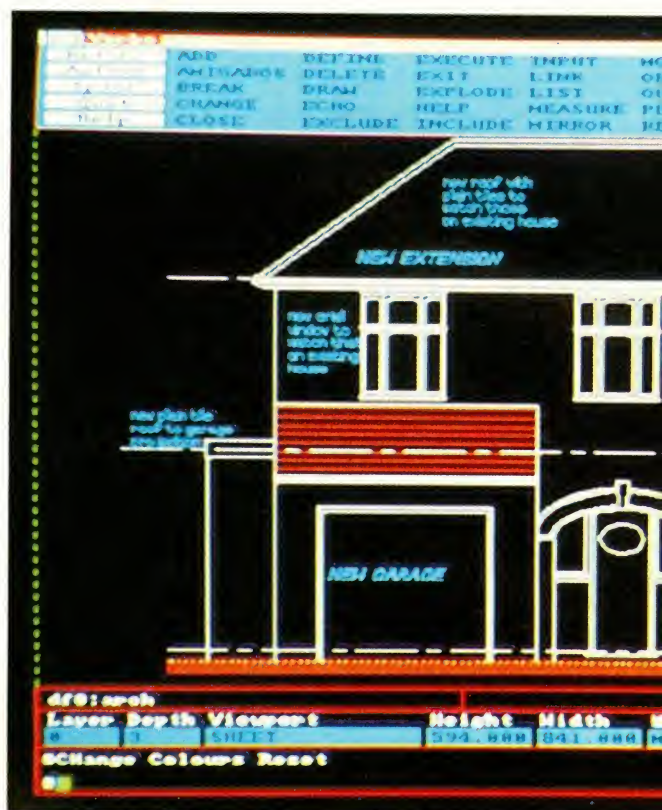 ADD DEFINE EXECUTE INPUT
AMIGADOS DELETE EXIT LINK
BREAK DRAW EXPLODE LIST
CHANGE ECHO HELP MEASURE
Help CLOSE EXCLUDE INCLUDE MIRROR
new roof with
plain tiles to
match those
on existing house
NEW EXTENSION
new
window to
match that
on existing
house
new plain tile
roof to garage
NEW GARAGE
df0:arch
Layer Depth Viewport Height Width
0 3 SHEET 594.000 841.000
@CHange Colours Reset
@